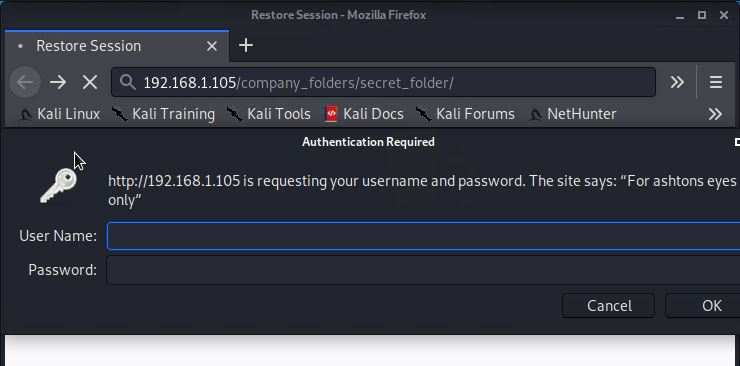 Restore Session - Mozilla Firefox
Restore Session
192.168.1.105/company_folders/secret_folder/
Kali Linux Kali Training Kali Tools Kali Docs Kali Forums NetHunter
Authentication Required
http://192.168.1.105 is requesting your username and password. The site says: “For ashtons eyes
only”
User Name:
Password:
Cancel OK